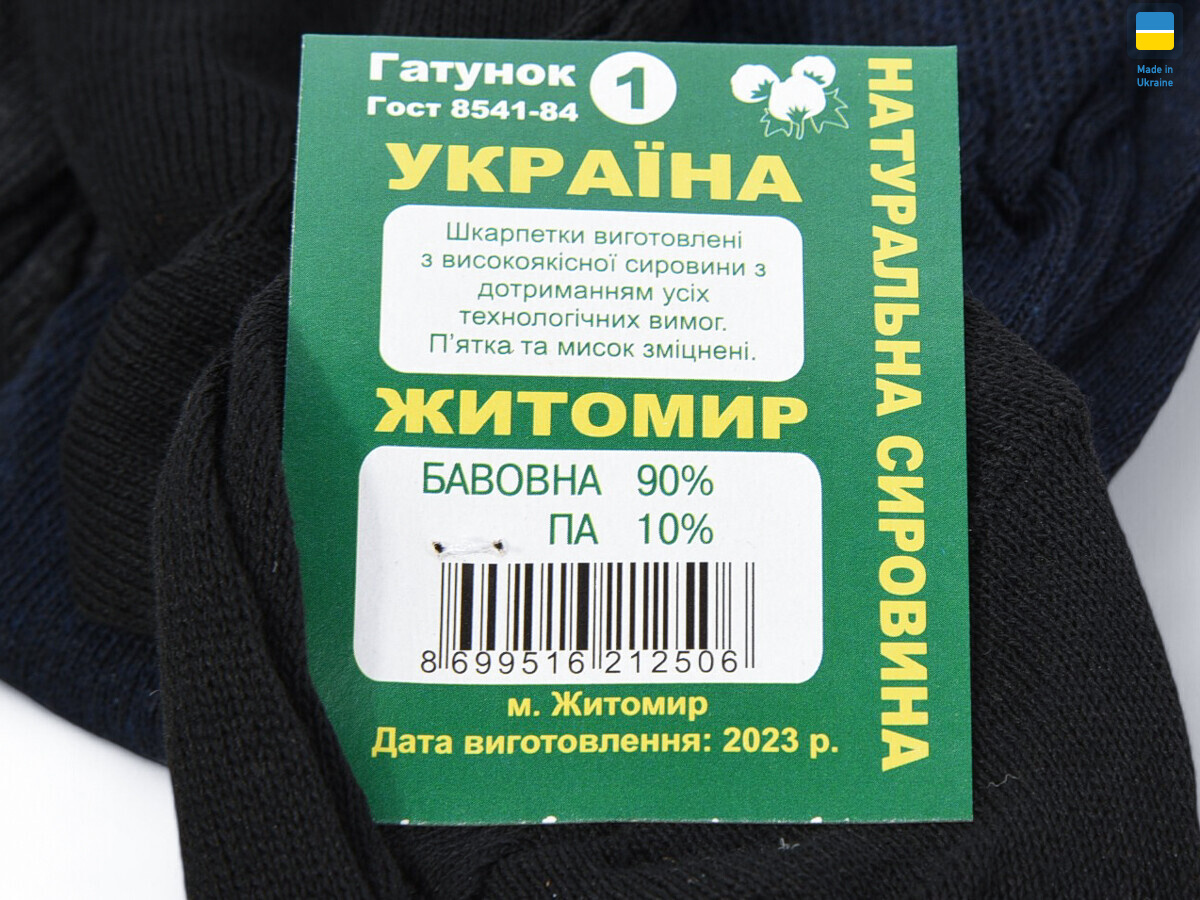 Гатунок 1
Гост 8541-84
УКРАЇНА
Шкарпетки виготовлені
з високоякісної сировини з
дотриманням усіх
технологічних вимог.
П'ятка та мисок зміцнені.
ЖИТОМИР
БАВОВНА 90%
ПА 10%
8 699516 212506
м. Житомир
Дата виготовлення: 2023 р.
НАТУРАЛЬНА СИРОВИНА
Made in
Ukraine